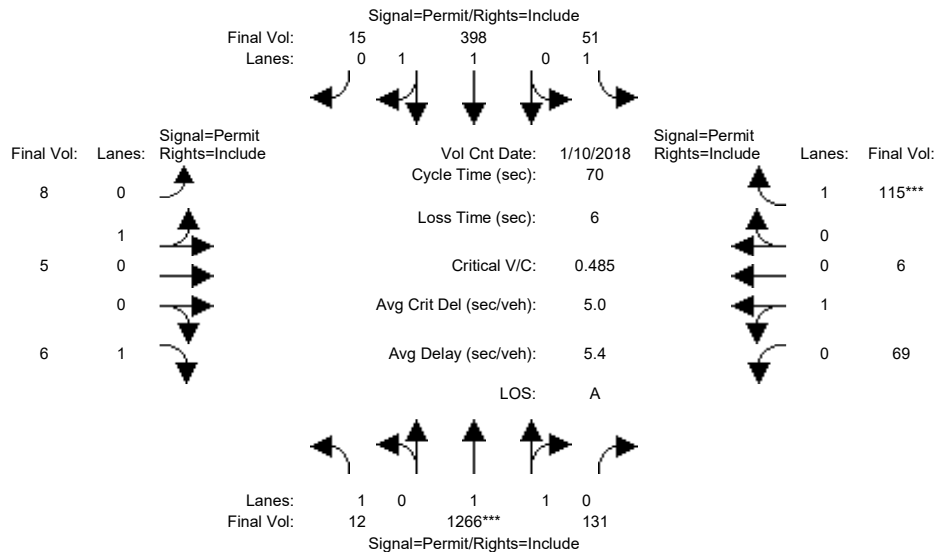 Signal=Permit/Rights=Include
Final Vol: 15 398 51
Lanes: 0 1 1 0 1
Signal=Permit
Final Vol: Lanes: Rights=Include
Vol Cnt Date: 1/10/2018
Signal=Permit
Rights=Include Lanes: Final Vol:
Cycle Time (sec): 70
8 0
1 115***
Loss Time (sec): 6
1
0
5 0
Critical V/C: 0.485
0 6
0
Avg Crit Del (sec/veh): 5.0
1
6 1
Avg Delay (sec/veh): 5.4
0 69
LOS: A
Lanes: 1 0 1 1 0
Final Vol: 12 1266*** 131
Signal=Permit/Rights=Include